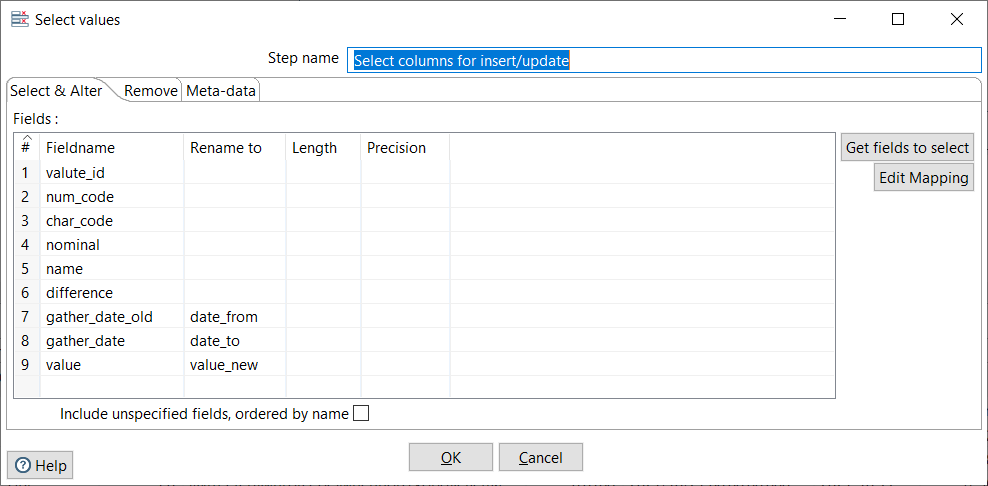 Select values
Step name Select columns for insert/update
Select & Alter Remove Meta-data
Fields :
# Fieldname Rename to Length Precision
1 valute_id
2 num_code
3 char_code
4 nominal
5 name
6 difference
7 gather_date_old date_from
8 gather_date date_to
9 value value_new
Get fields to select
Edit Mapping
Include unspecified fields, ordered by name
Help
OK Cancel